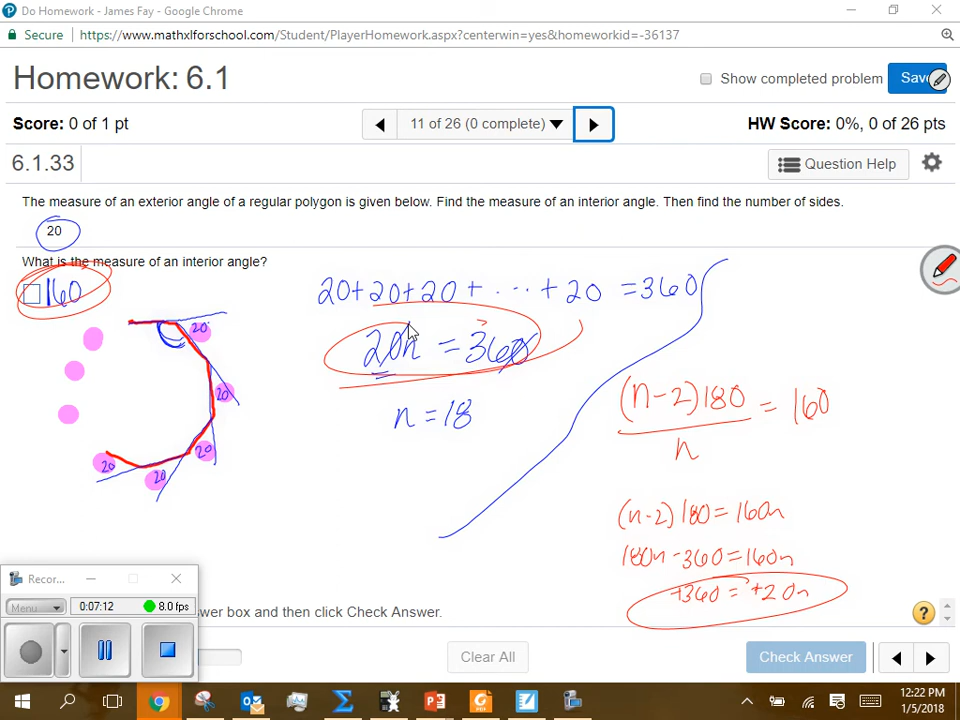 Do Homework - James Fay - Google Chrome
Secure https://www.mathxlforschool.com/Student/PlayerHomework.aspx?centerwin=yes&homeworkid=-36137
Homework: 6.1
Show completed problem
Save
Score: 0 of 1 pt
11 of 26 (0 complete)
HW Score: 0%, 0 of 26 pts
6.1.33
Question Help
The measure of an exterior angle of a regular polygon is given below. Find the measure of an interior angle. Then find the number of sides.
20
What is the measure of an interior angle?
160
20+20+20+...+20 =360
20n = 360
n = 18
20
20
20
20
20
(n-2)180 = 160
n
(n-2)180=160n
180n-360=160n
+360= +20n
Recor...
Menu
0:07:12
8.0 fps
swer box and then click Check Answer.
Clear All
Check Answer
?
12:22 PM
1/5/2018